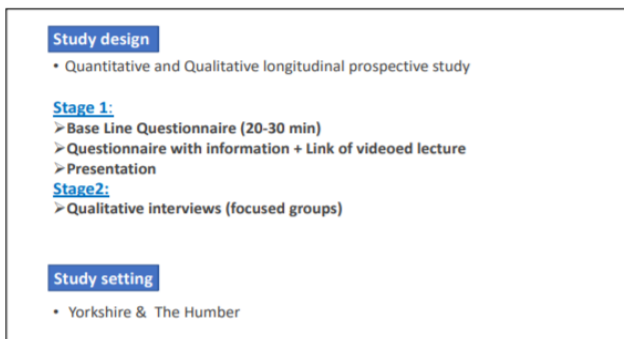 Study design
• Quantitative and Qualitative longitudinal prospective study
Stage 1:
➢Base Line Questionnaire (20-30 min)
➢Questionnaire with information + Link of videoed lecture
➢Presentation
Stage2:
➢Qualitative interviews (focused groups)
Study setting
• Yorkshire & The Humber